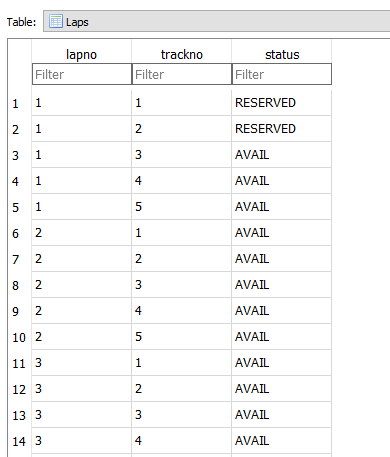 Table: Laps
lapno trackno status
Filter Filter Filter
1 1 1 RESERVED
2 1 2 RESERVED
3 1 3 AVAIL
4 1 4 AVAIL
5 1 5 AVAIL
6 2 1 AVAIL
7 2 2 AVAIL
8 2 3 AVAIL
9 2 4 AVAIL
10 2 5 AVAIL
11 3 1 AVAIL
12 3 2 AVAIL
13 3 3 AVAIL
14 3 4 AVAIL